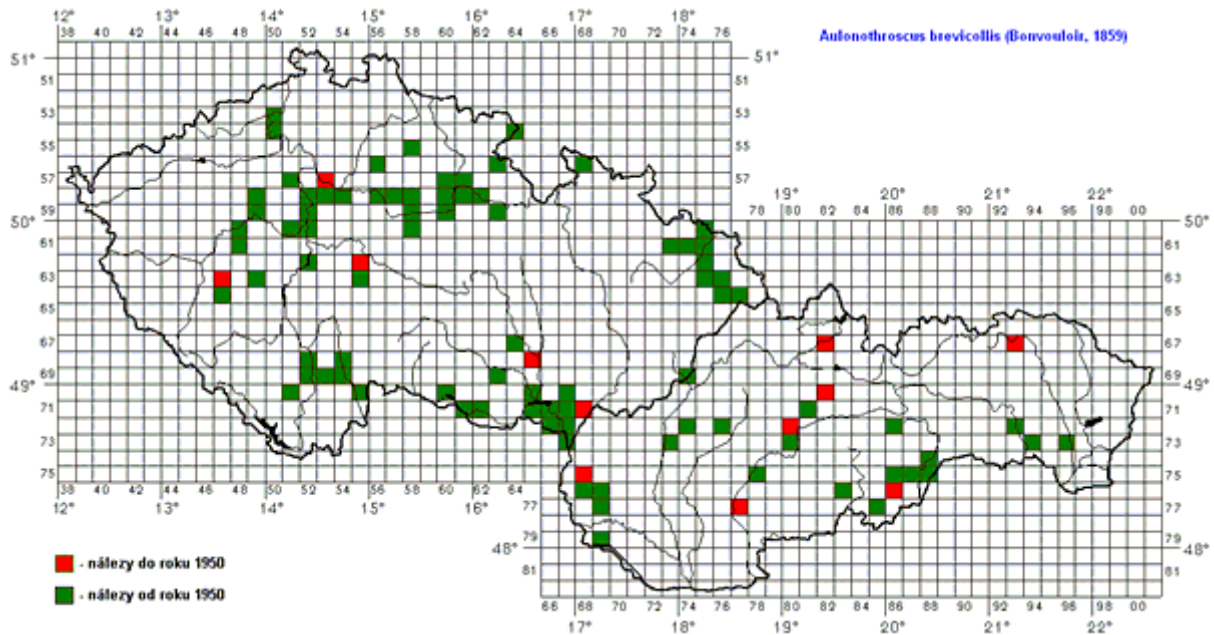 12° 13° 14° 15° 16° 17° 18°
38 40 42 44 46 48 50 52 54 56 58 60 62 64 66 68 70 72 74 76
Aulonothroscus brevicollis (Bonvouloir, 1859)
51° 51°
51 51
53 53
55 55
57 57
19° 20° 21° 22°
59 59 78 80 82 84 86 88 90 92 94 96 98 00
50° 50°
61 61
63 63
65 65
67 67
69 69
49° 49°
71 71
73 73
75 75
38 40 42 44 46 48 50 52 54 56 58 60 62 64
12° 13° 14° 15° 16°
77 77
79 79
48° 48°
81 81
- nálezy do roku 1950
- nálezy od roku 1950
66 68 70 72 74 76 78 80 82 84 86 88 90 92 94 96 98 00
17° 18° 19° 20° 21° 22°